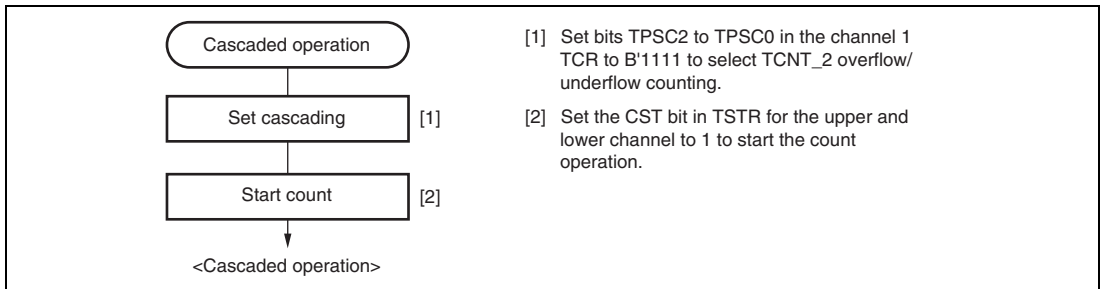 Cascaded operation
Set cascading
[1]
Start count
[2]
<Cascaded operation>
[1] Set bits TPSC2 to TPSC0 in the channel 1
TCR to B'1111 to select TCNT_2 overflow/
underflow counting.
[2] Set the CST bit in TSTR for the upper and
lower channel to 1 to start the count
operation.